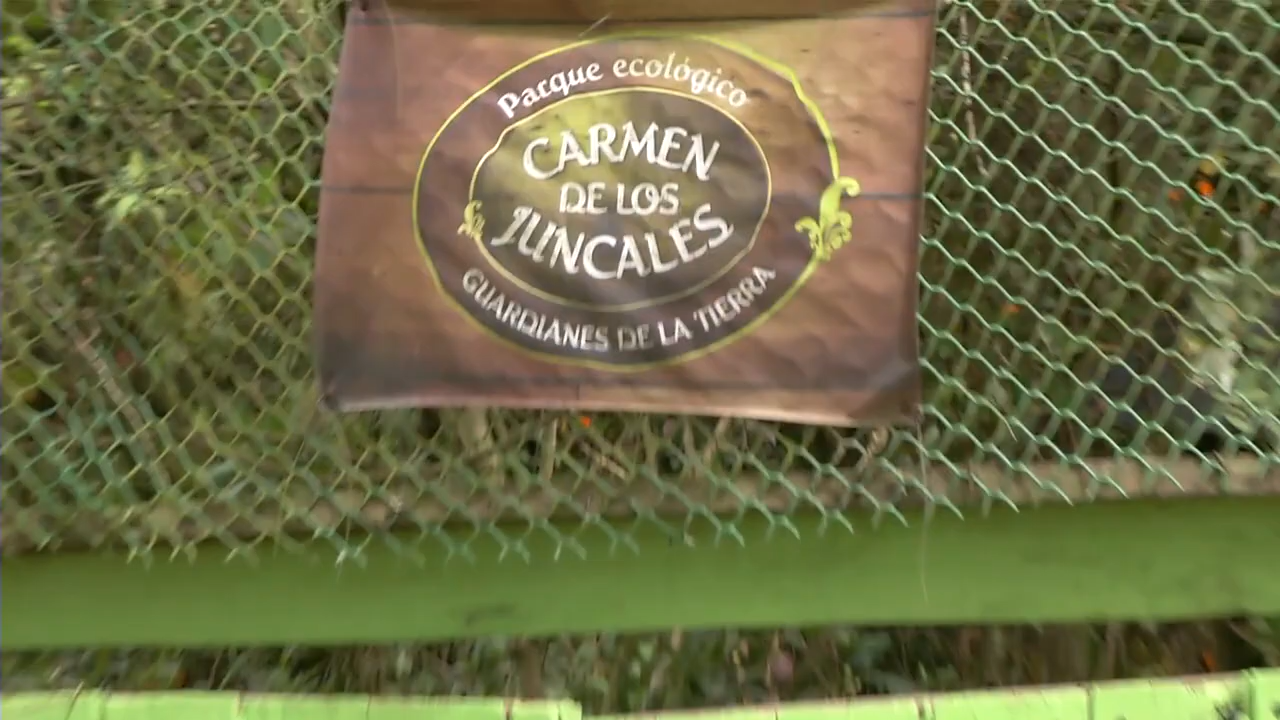 Parque ecológico
CARMEN
DE LOS
JUNCALES
GUARDIANES DE LA TIERRA